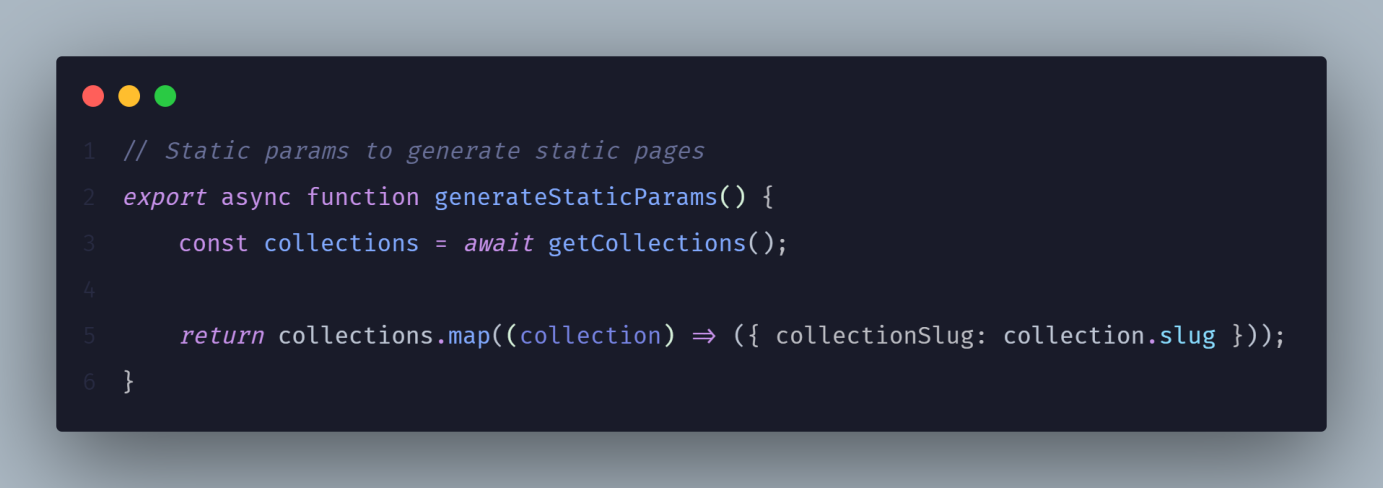 1 // Static params to generate static pages
2 export async function generateStaticParams() {
3     const collections = await getCollections();
4
5     return collections.map((collection) => ({ collectionSlug: collection.slug }));
6 }